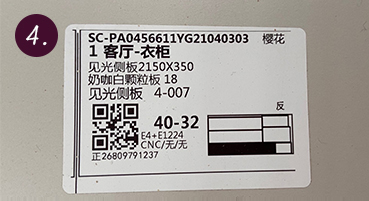 4.
SC-PA0456611YG21040303 樱花
1 客厅-衣柜
见光侧板2150X350
奶咖白颗粒板 18
见光侧板 4-007
反
40-32
E4+E1224
CNC/无/无
正26809791237